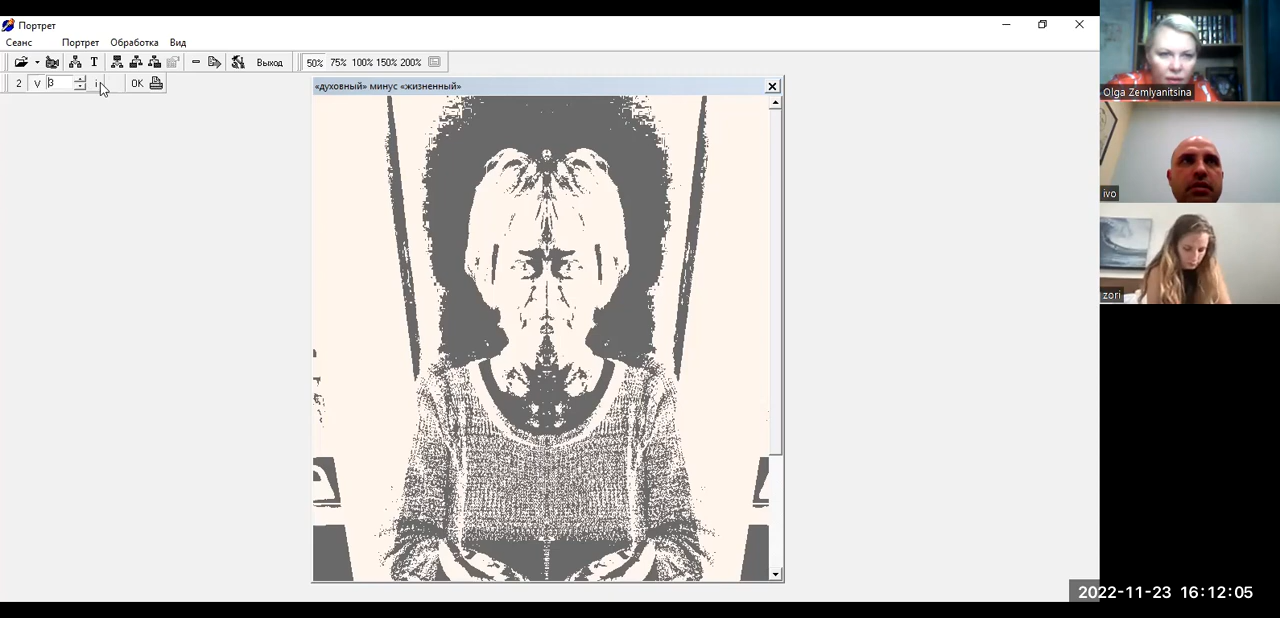 Портрет
Сеанс Портрет Обработка Вид
T Выход 50% 75% 100% 150% 200%
2 V 3 i OK
«духовный» минус «жизненный»
Olga Zemlyanitsina
ivo
zori
2022-11-23 16:12:05